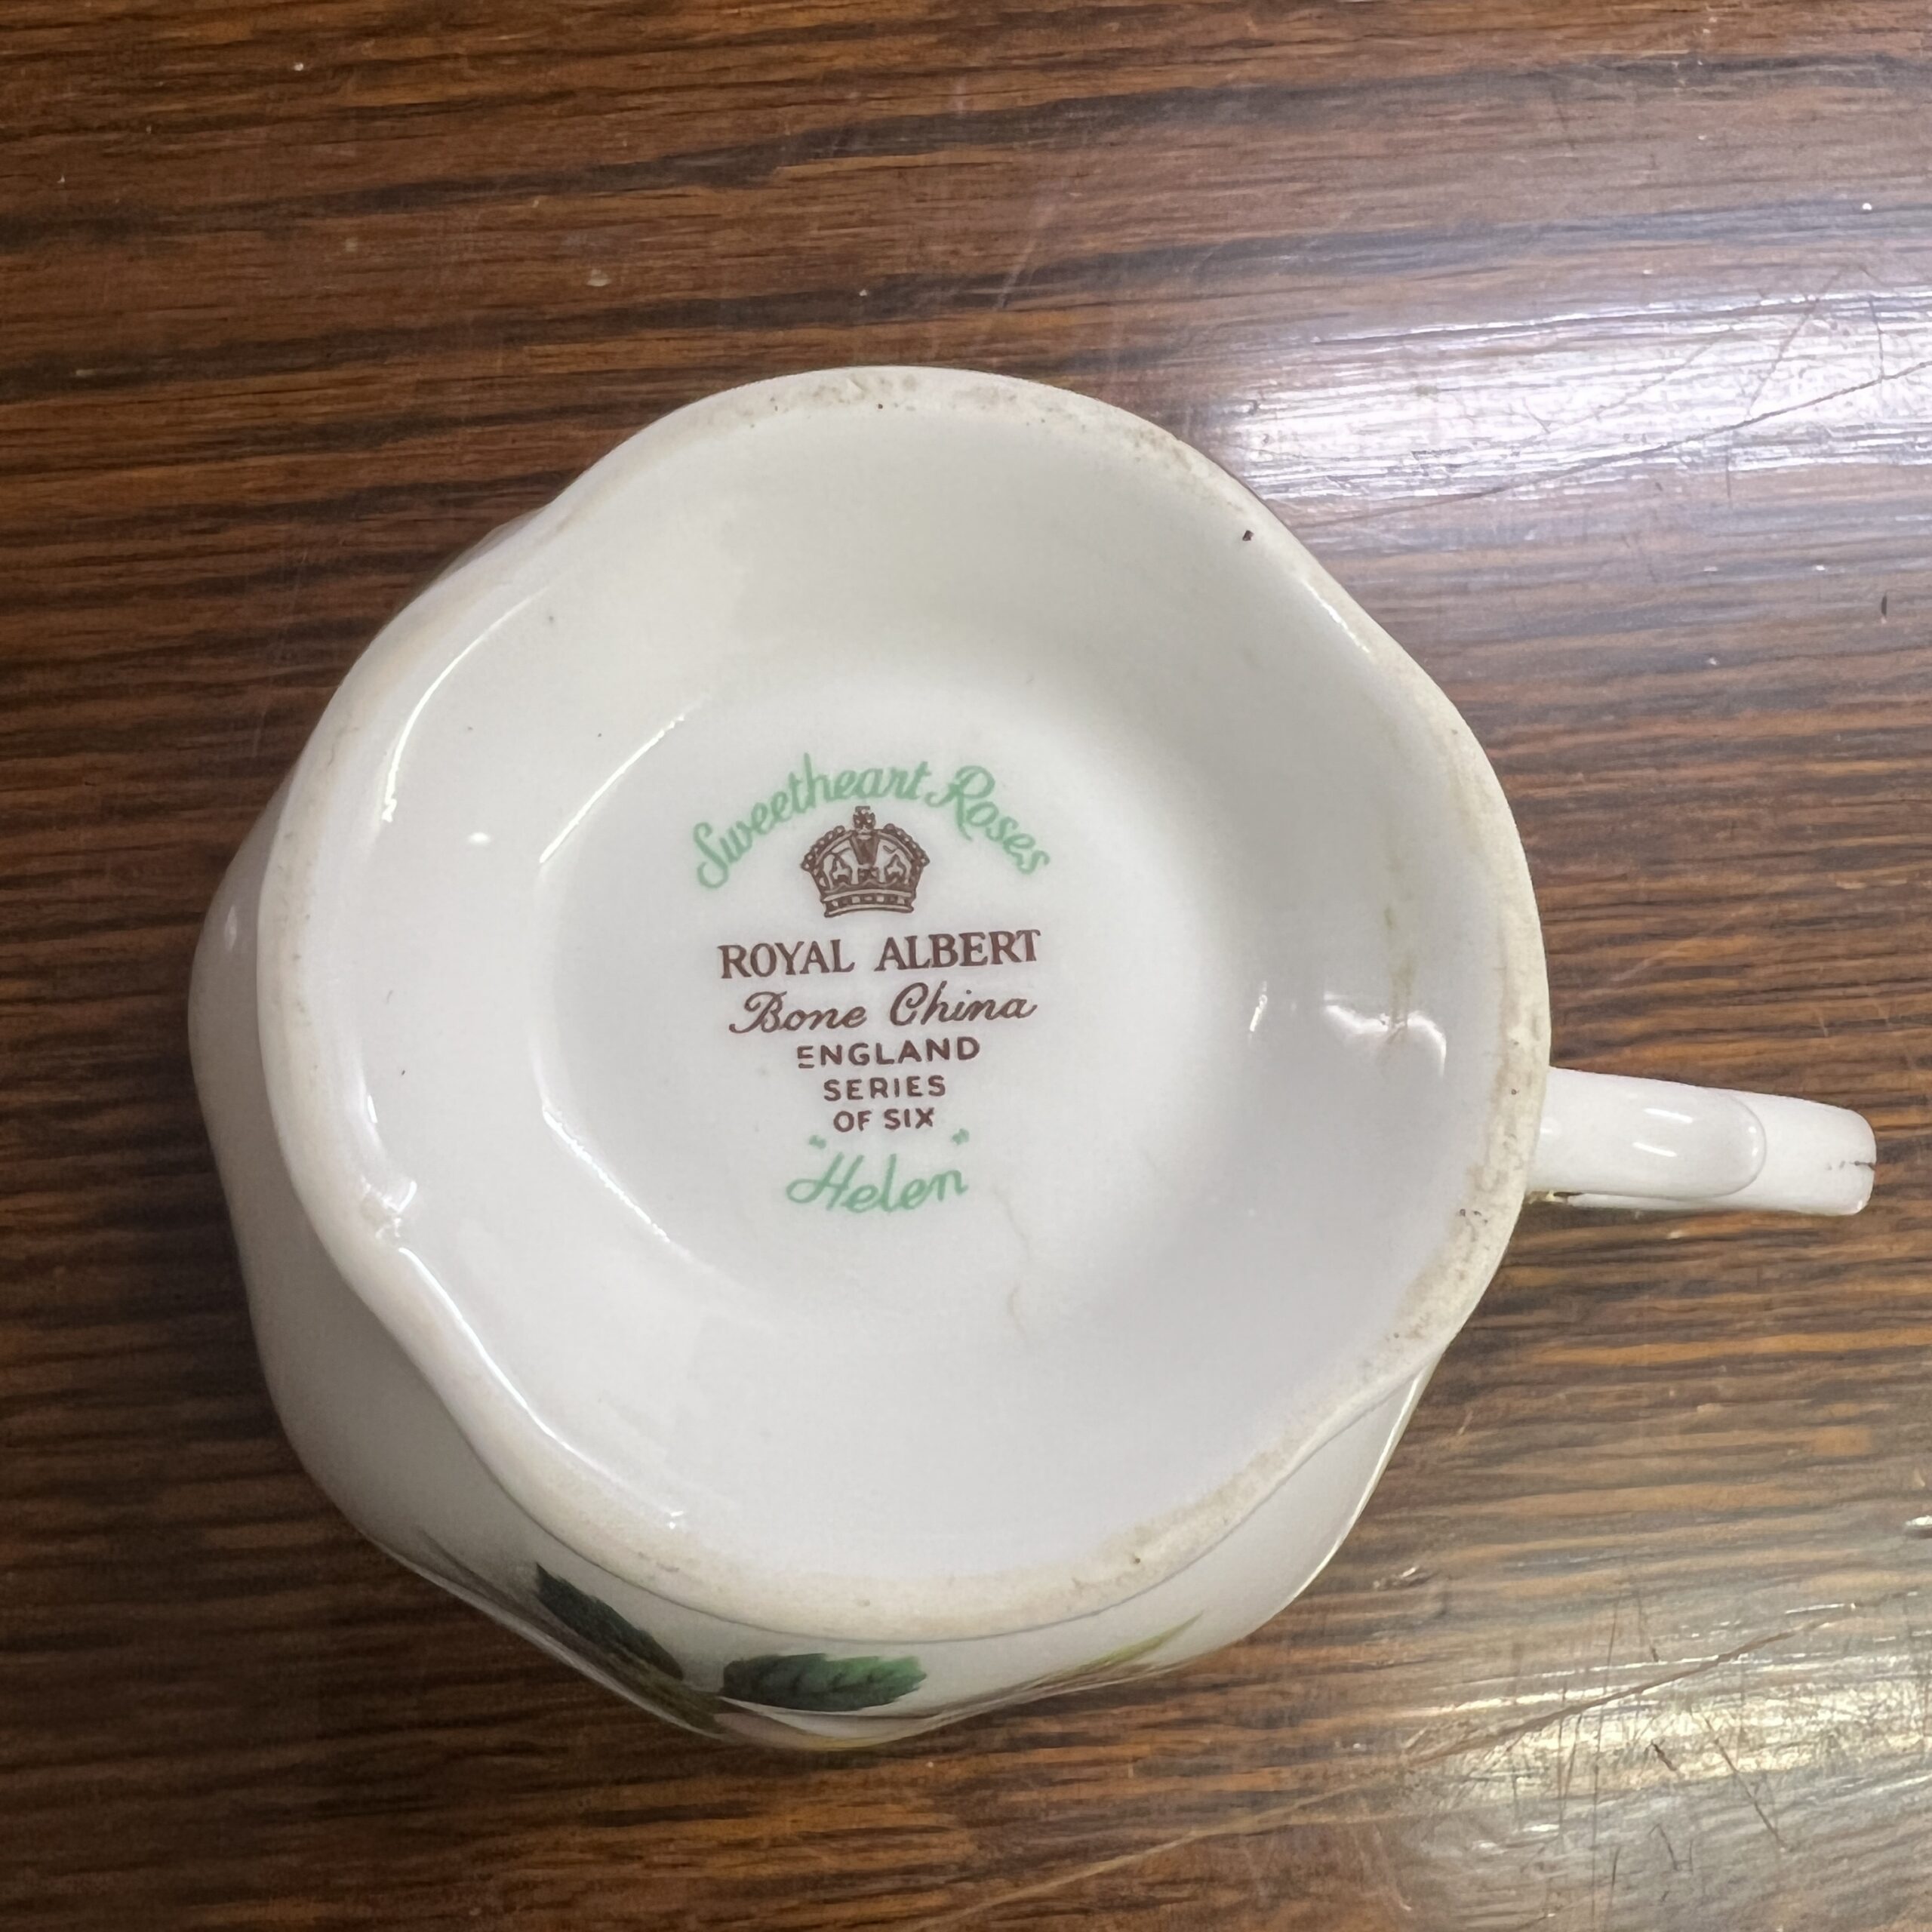 Sweetheart Roses
ROYAL ALBERT
Bone China
ENGLAND
SERIES
OF SIX
"Helen"